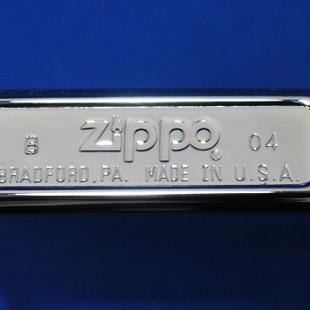 B Zippo 04
BRADFORD, PA. MADE IN U.S.A.